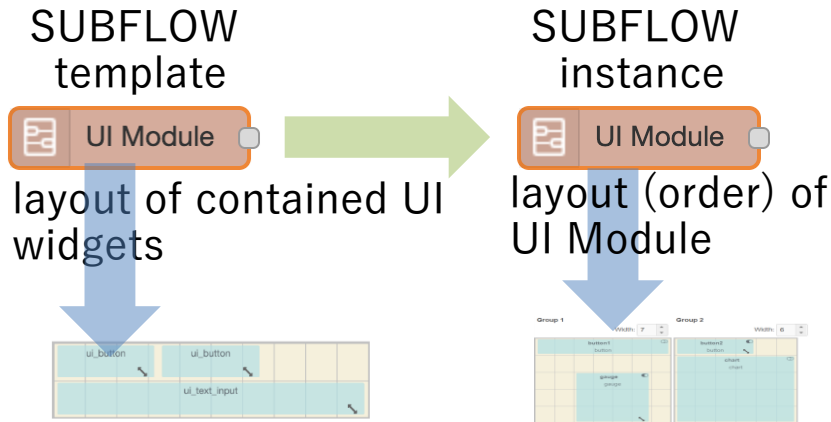 SUBFLOW
template
UI Module
layout of contained UI
widgets
ui_button ui_button
ui_text_input
SUBFLOW
instance
UI Module
layout (order) of
UI Module
Group 1 Group 2
Width: 7 Width: 6
button1 button2
button button
chart
chart
gauge
gauge